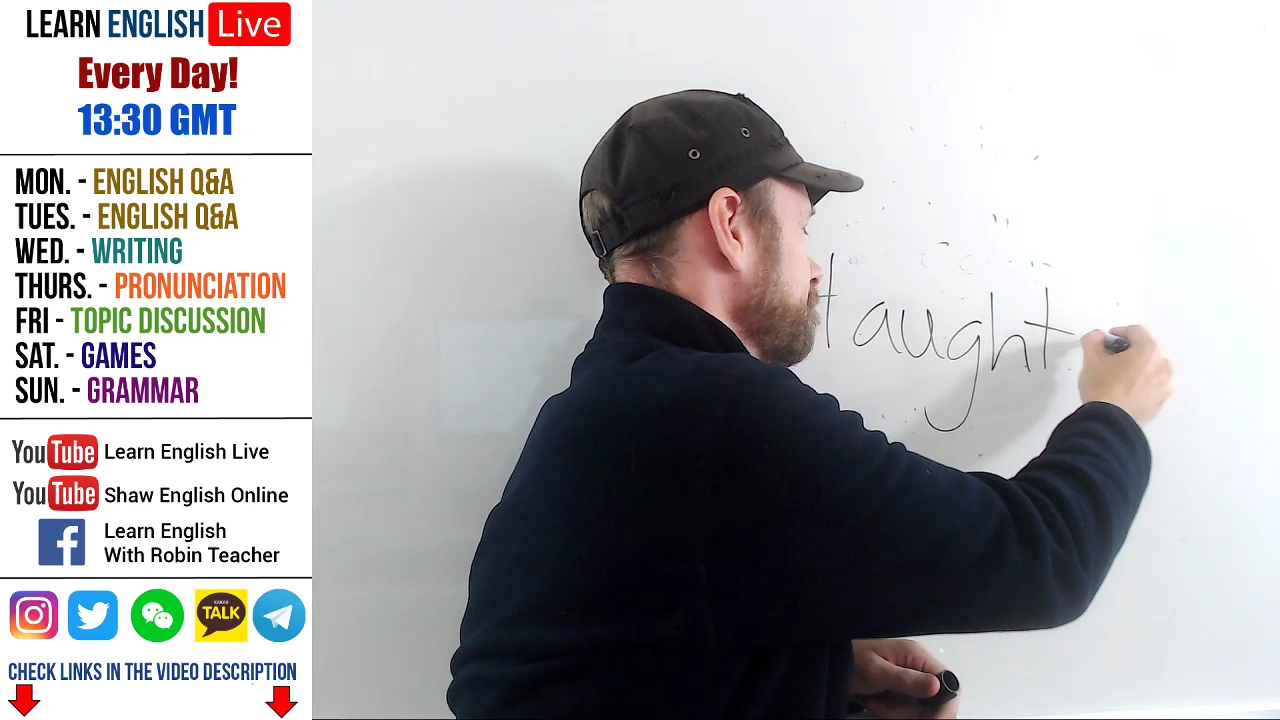 LEARN ENGLISH Live
Every Day!
13:30 GMT
MON. - ENGLISH Q&A
TUES. - ENGLISH Q&A
WED. - WRITING
THURS. - PRONUNCIATION
FRI - TOPIC DISCUSSION
SAT. - GAMES
SUN. - GRAMMAR
YouTube Learn English Live
YouTube Shaw English Online
f Learn English
With Robin Teacher
KAKAO
TALK
CHECK LINKS IN THE VIDEO DESCRIPTION
taught